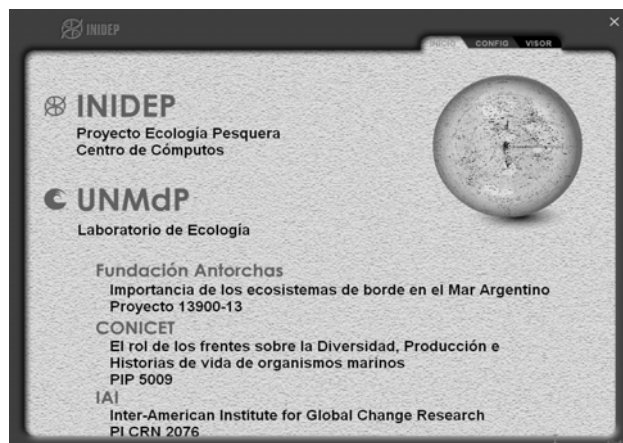 INIDEP
INICIO CONFIG VISOR
INIDEP
Proyecto Ecología Pesquera
Centro de Cómputos
UNMdP
Laboratorio de Ecología
Fundación Antorchas
Importancia de los ecosistemas de borde en el Mar Argentino
Proyecto 13900-13
CONICET
El rol de los frentes sobre la Diversidad, Producción e
Historias de vida de organismos marinos
PIP 5009
IAI
Inter-American Institute for Global Change Research
PI CRN 2076